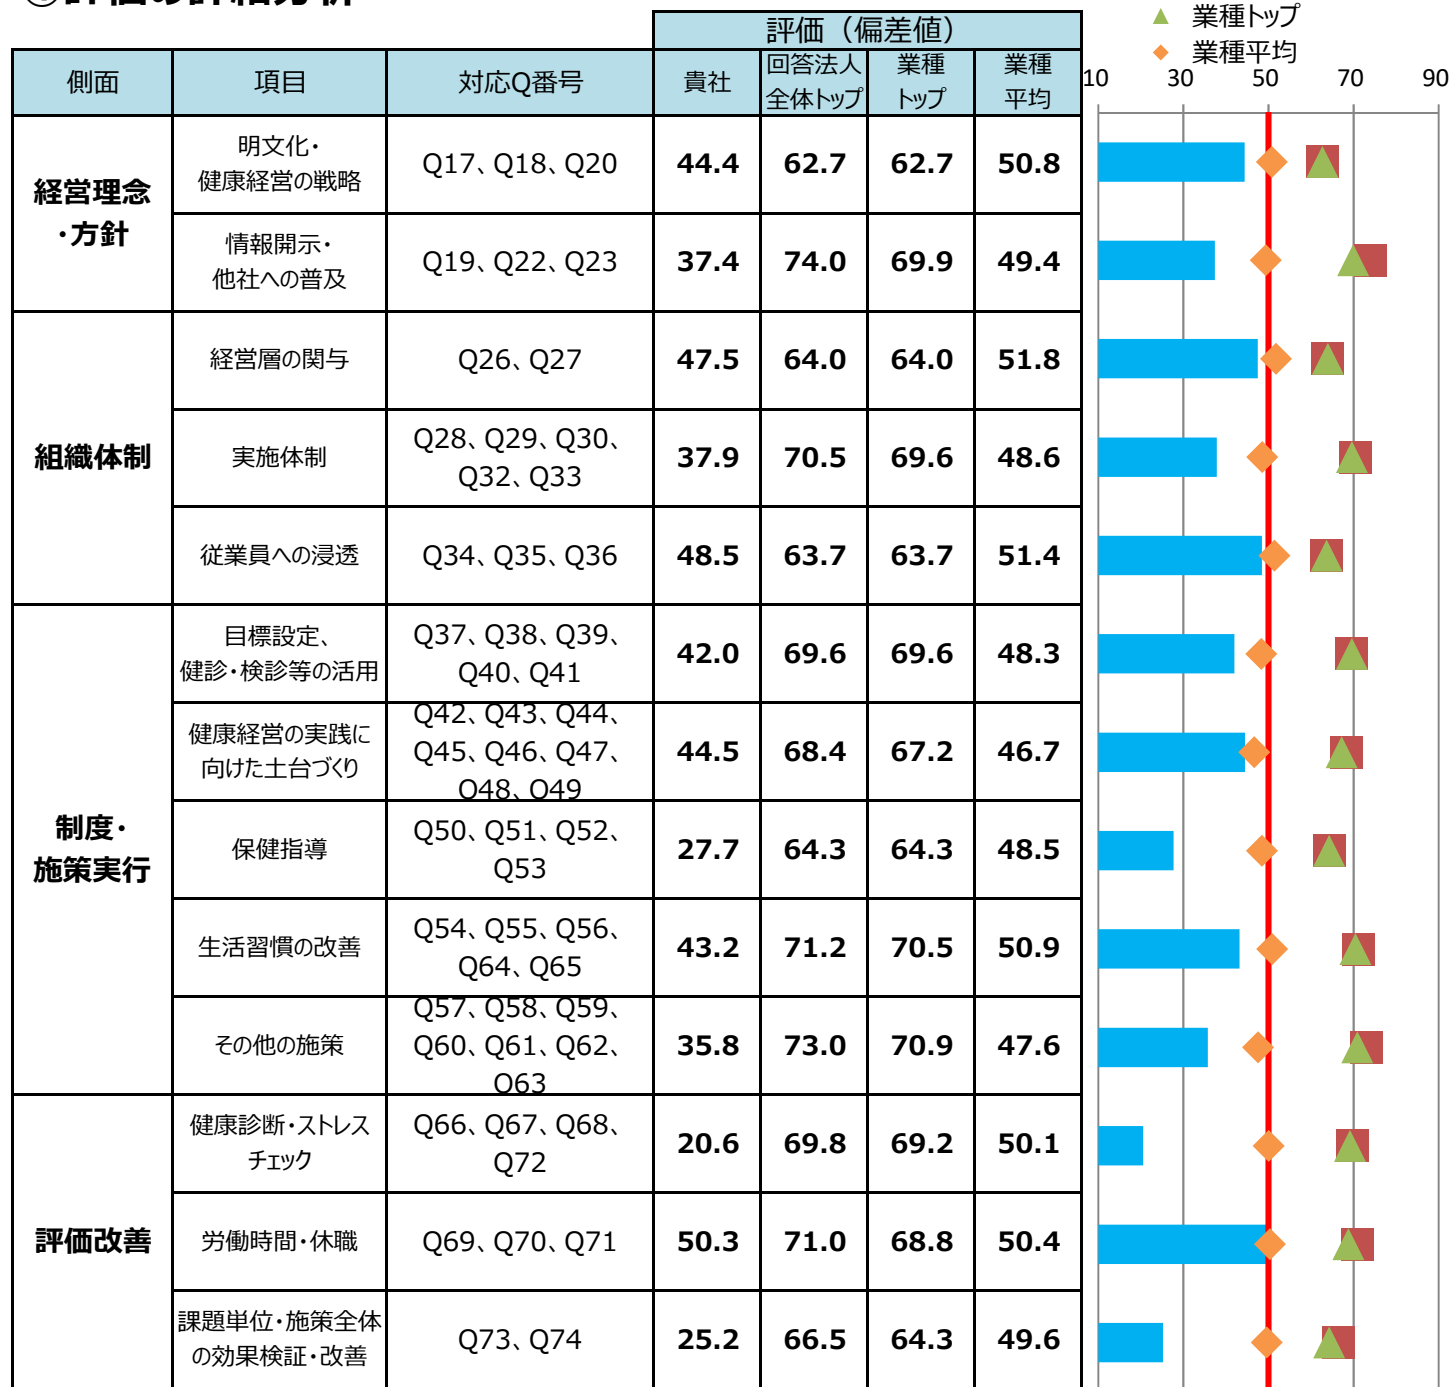 ▲ 業種トップ
◆ 業種平均
評価（偏差値）
側面 項目 対応Q番号 貴社 回答法人 業種 業種
全体トップ トップ 平均
10 30 50 70 90
経営理念
・方針
明文化・
健康経営の戦略
Q17、Q18、Q20 44.4 62.7 62.7 50.8
情報開示・
他社への普及
Q19、Q22、Q23 37.4 74.0 69.9 49.4
組織体制
経営層の関与 Q26、Q27 47.5 64.0 64.0 51.8
実施体制
Q28、Q29、Q30、
Q32、Q33
37.9 70.5 69.6 48.6
従業員への浸透 Q34、Q35、Q36 48.5 63.7 63.7 51.4
制度・
施策実行
目標設定、
健診・検診等の活用
Q37、Q38、Q39、
Q40、Q41
42.0 69.6 69.6 48.3
健康経営の実践に
向けた土台づくり
Q42、Q43、Q44、
Q45、Q46、Q47、
Q48、Q49
44.5 68.4 67.2 46.7
保健指導
Q50、Q51、Q52、
Q53
27.7 64.3 64.3 48.5
生活習慣の改善
Q54、Q55、Q56、
Q64、Q65
43.2 71.2 70.5 50.9
その他の施策
Q57、Q58、Q59、
Q60、Q61、Q62、
Q63
35.8 73.0 70.9 47.6
評価改善
健康診断・ストレス
チェック
Q66、Q67、Q68、
Q72
20.6 69.8 69.2 50.1
労働時間・休職 Q69、Q70、Q71 50.3 71.0 68.8 50.4
課題単位・施策全体
の効果検証・改善
Q73、Q74 25.2 66.5 64.3 49.6